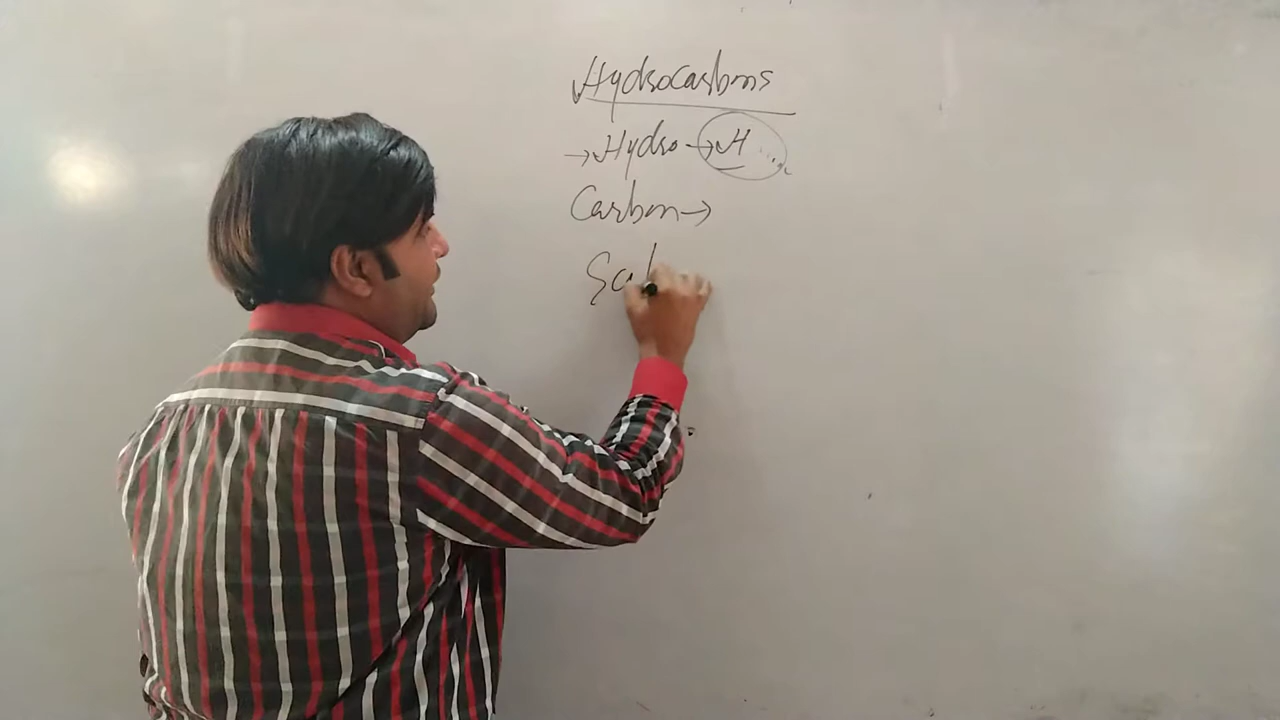 Hydrocarbons
→ Hydro → H
Carbon →